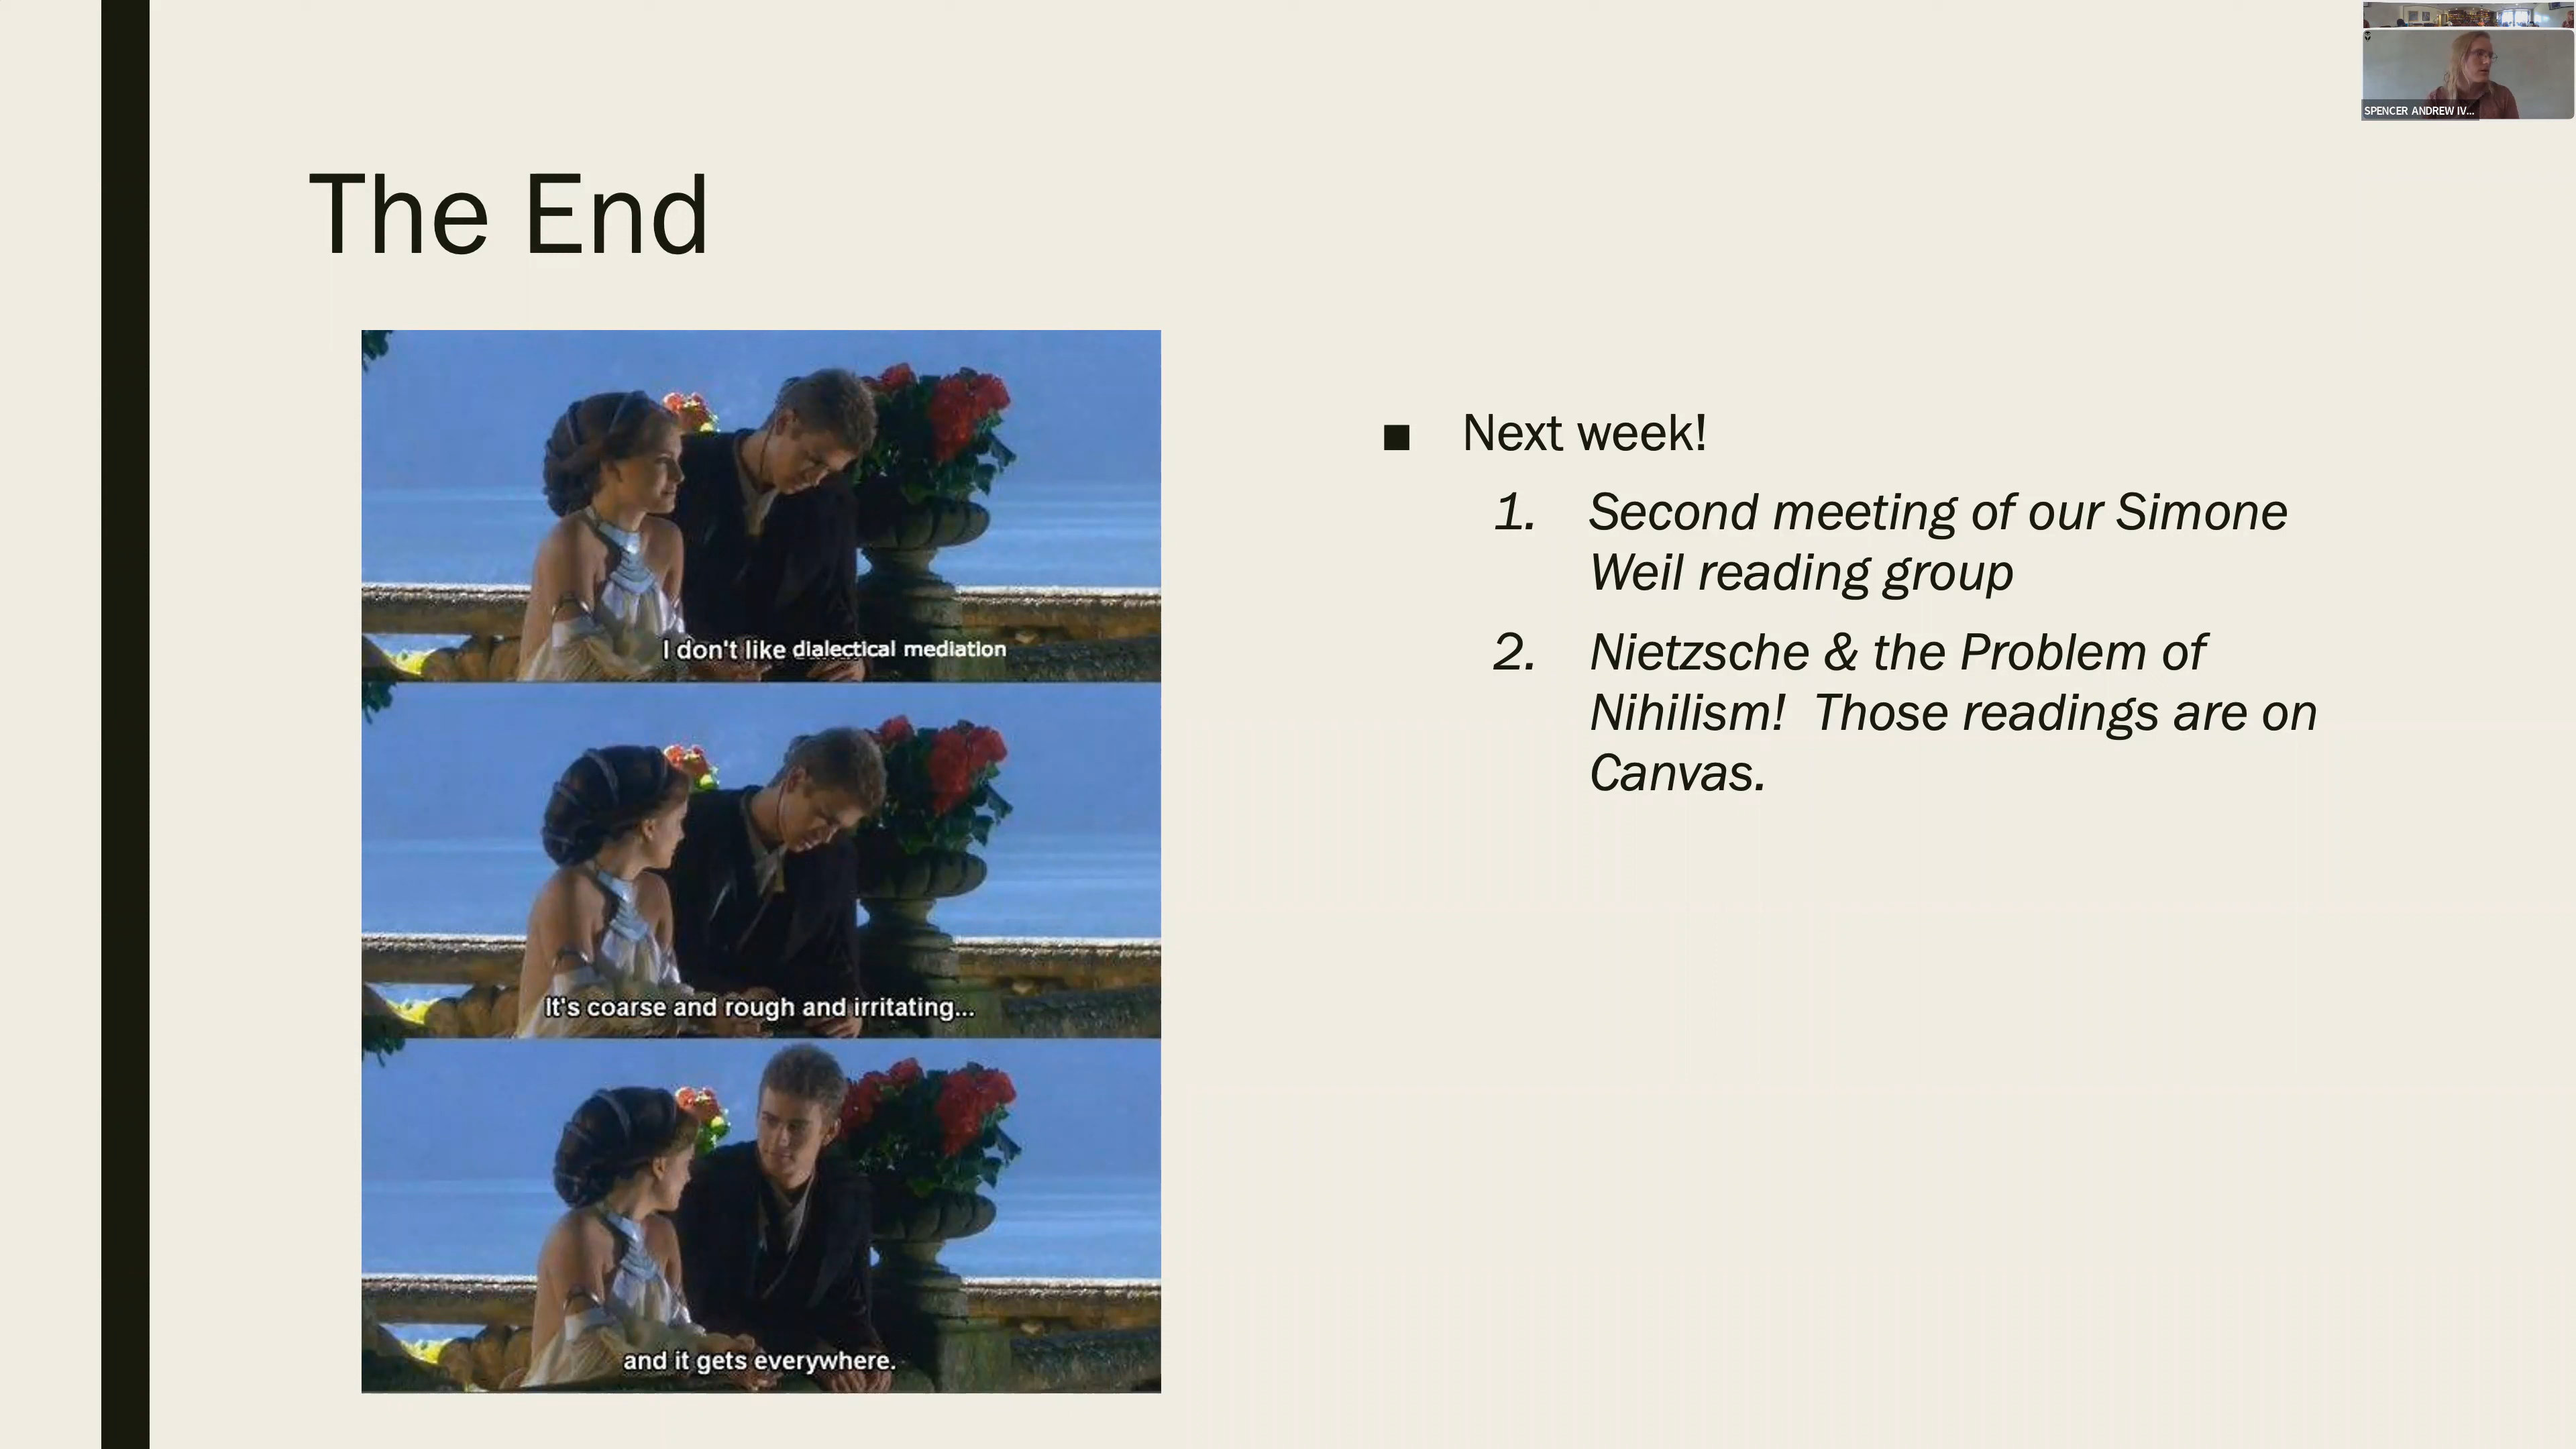 SPENCER ANDREW IV...
The End
I don't like dialectical mediation
It's coarse and rough and irritating...
and it gets everywhere.
■ Next week!
1. Second meeting of our Simone
Weil reading group
2. Nietzsche & the Problem of
Nihilism!  Those readings are on
Canvas.